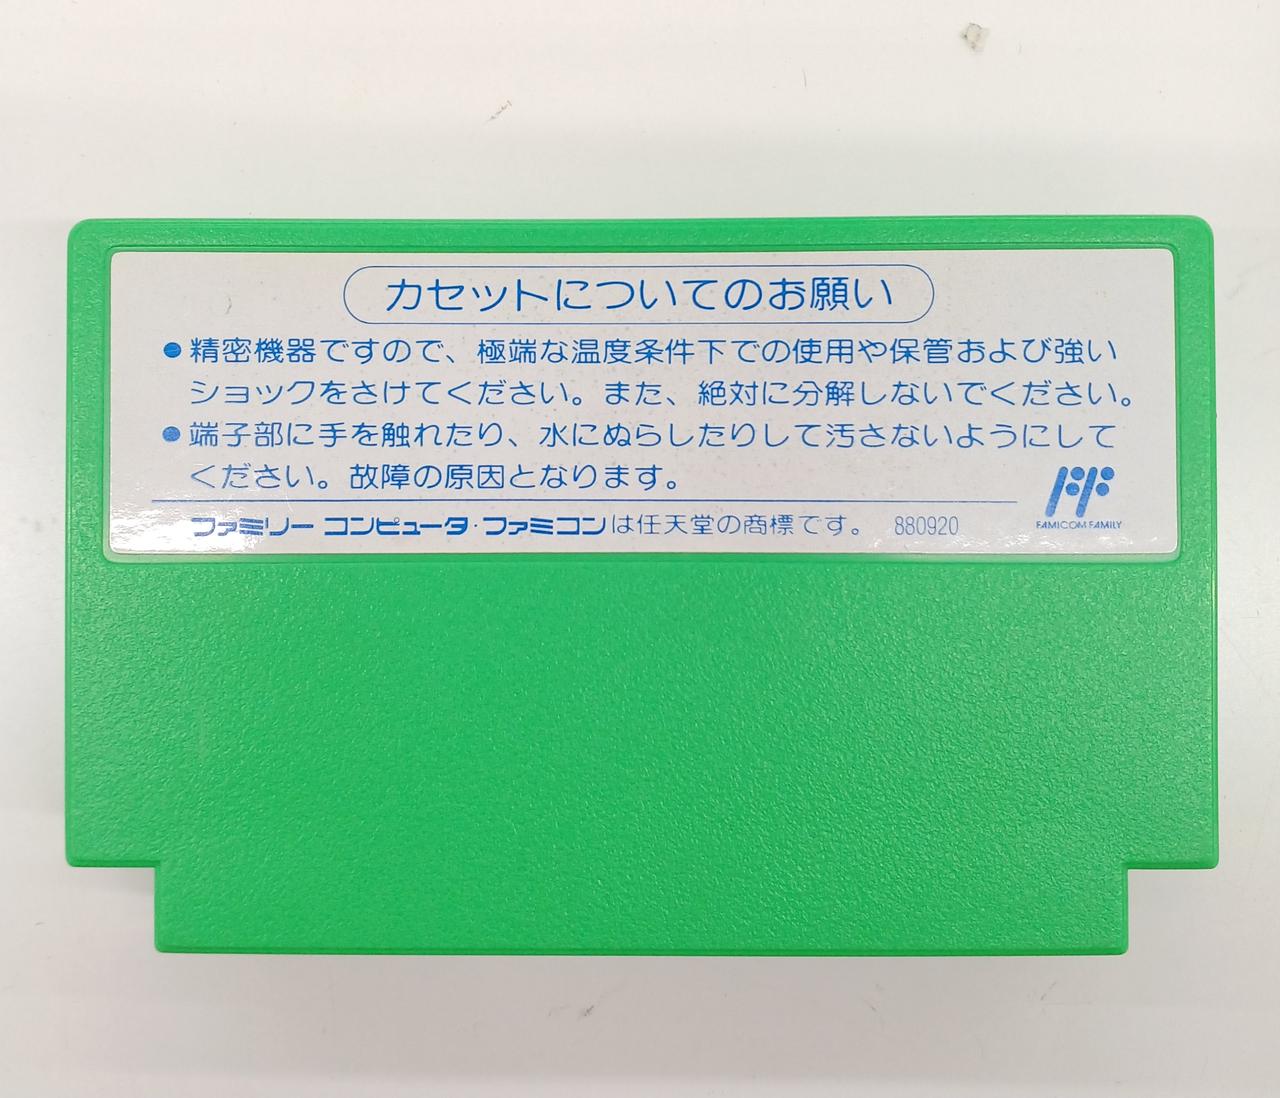 カセットについてのお願い
●精密機器ですので、極端な温度条件下での使用や保管および強い
ショックをさけてください。また、絶対に分解しないでください。
●端子部に手を触れたり、水にぬらしたりして汚さないようにして
ください。故障の原因となります。
ファミリー コンピュータ・ファミコンは任天堂の商標です。 880920
FAMICOM FAMILY